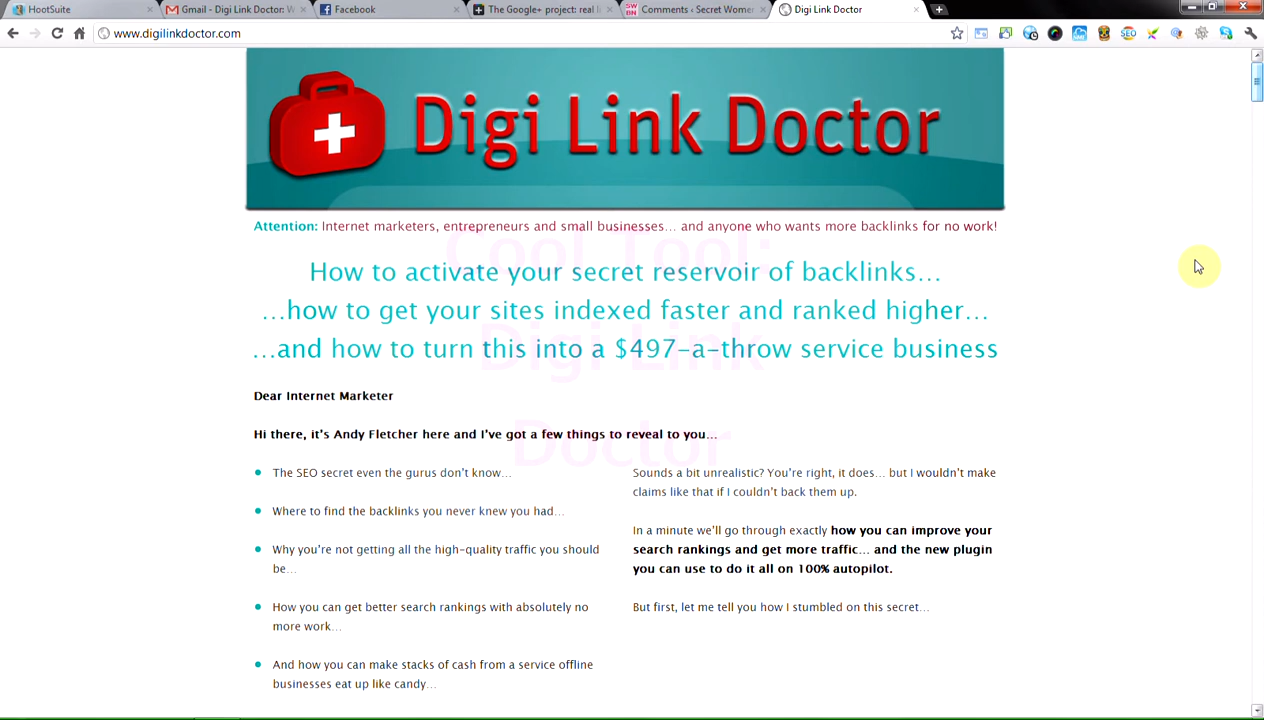 HootSuite
Gmail - Digi Link Doctor: W
Facebook
The Google+ project: real l
Comments ‹ Secret Women
Digi Link Doctor
www.digilinkdoctor.com
SEO
Digi Link Doctor
Attention: Internet marketers, entrepreneurs and small businesses… and anyone who wants more backlinks for no work!
Cool Tool:
How to activate your secret reservoir of backlinks…
…how to get your sites indexed faster and ranked higher…
Digi Link
…and how to turn this into a $497-a-throw service business
Dear Internet Marketer
Hi there, it's Andy Fletcher here and I've got a few things to reveal to you…
Doctor
The SEO secret even the gurus don't know…
Where to find the backlinks you never knew you had…
Why you're not getting all the high-quality traffic you should
be…
How you can get better search rankings with absolutely no
more work…
And how you can make stacks of cash from a service offline
businesses eat up like candy…
Sounds a bit unrealistic? You're right, it does… but I wouldn't make
claims like that if I couldn't back them up.
In a minute we'll go through exactly how you can improve your
search rankings and get more traffic… and the new plugin
you can use to do it all on 100% autopilot.
But first, let me tell you how I stumbled on this secret…